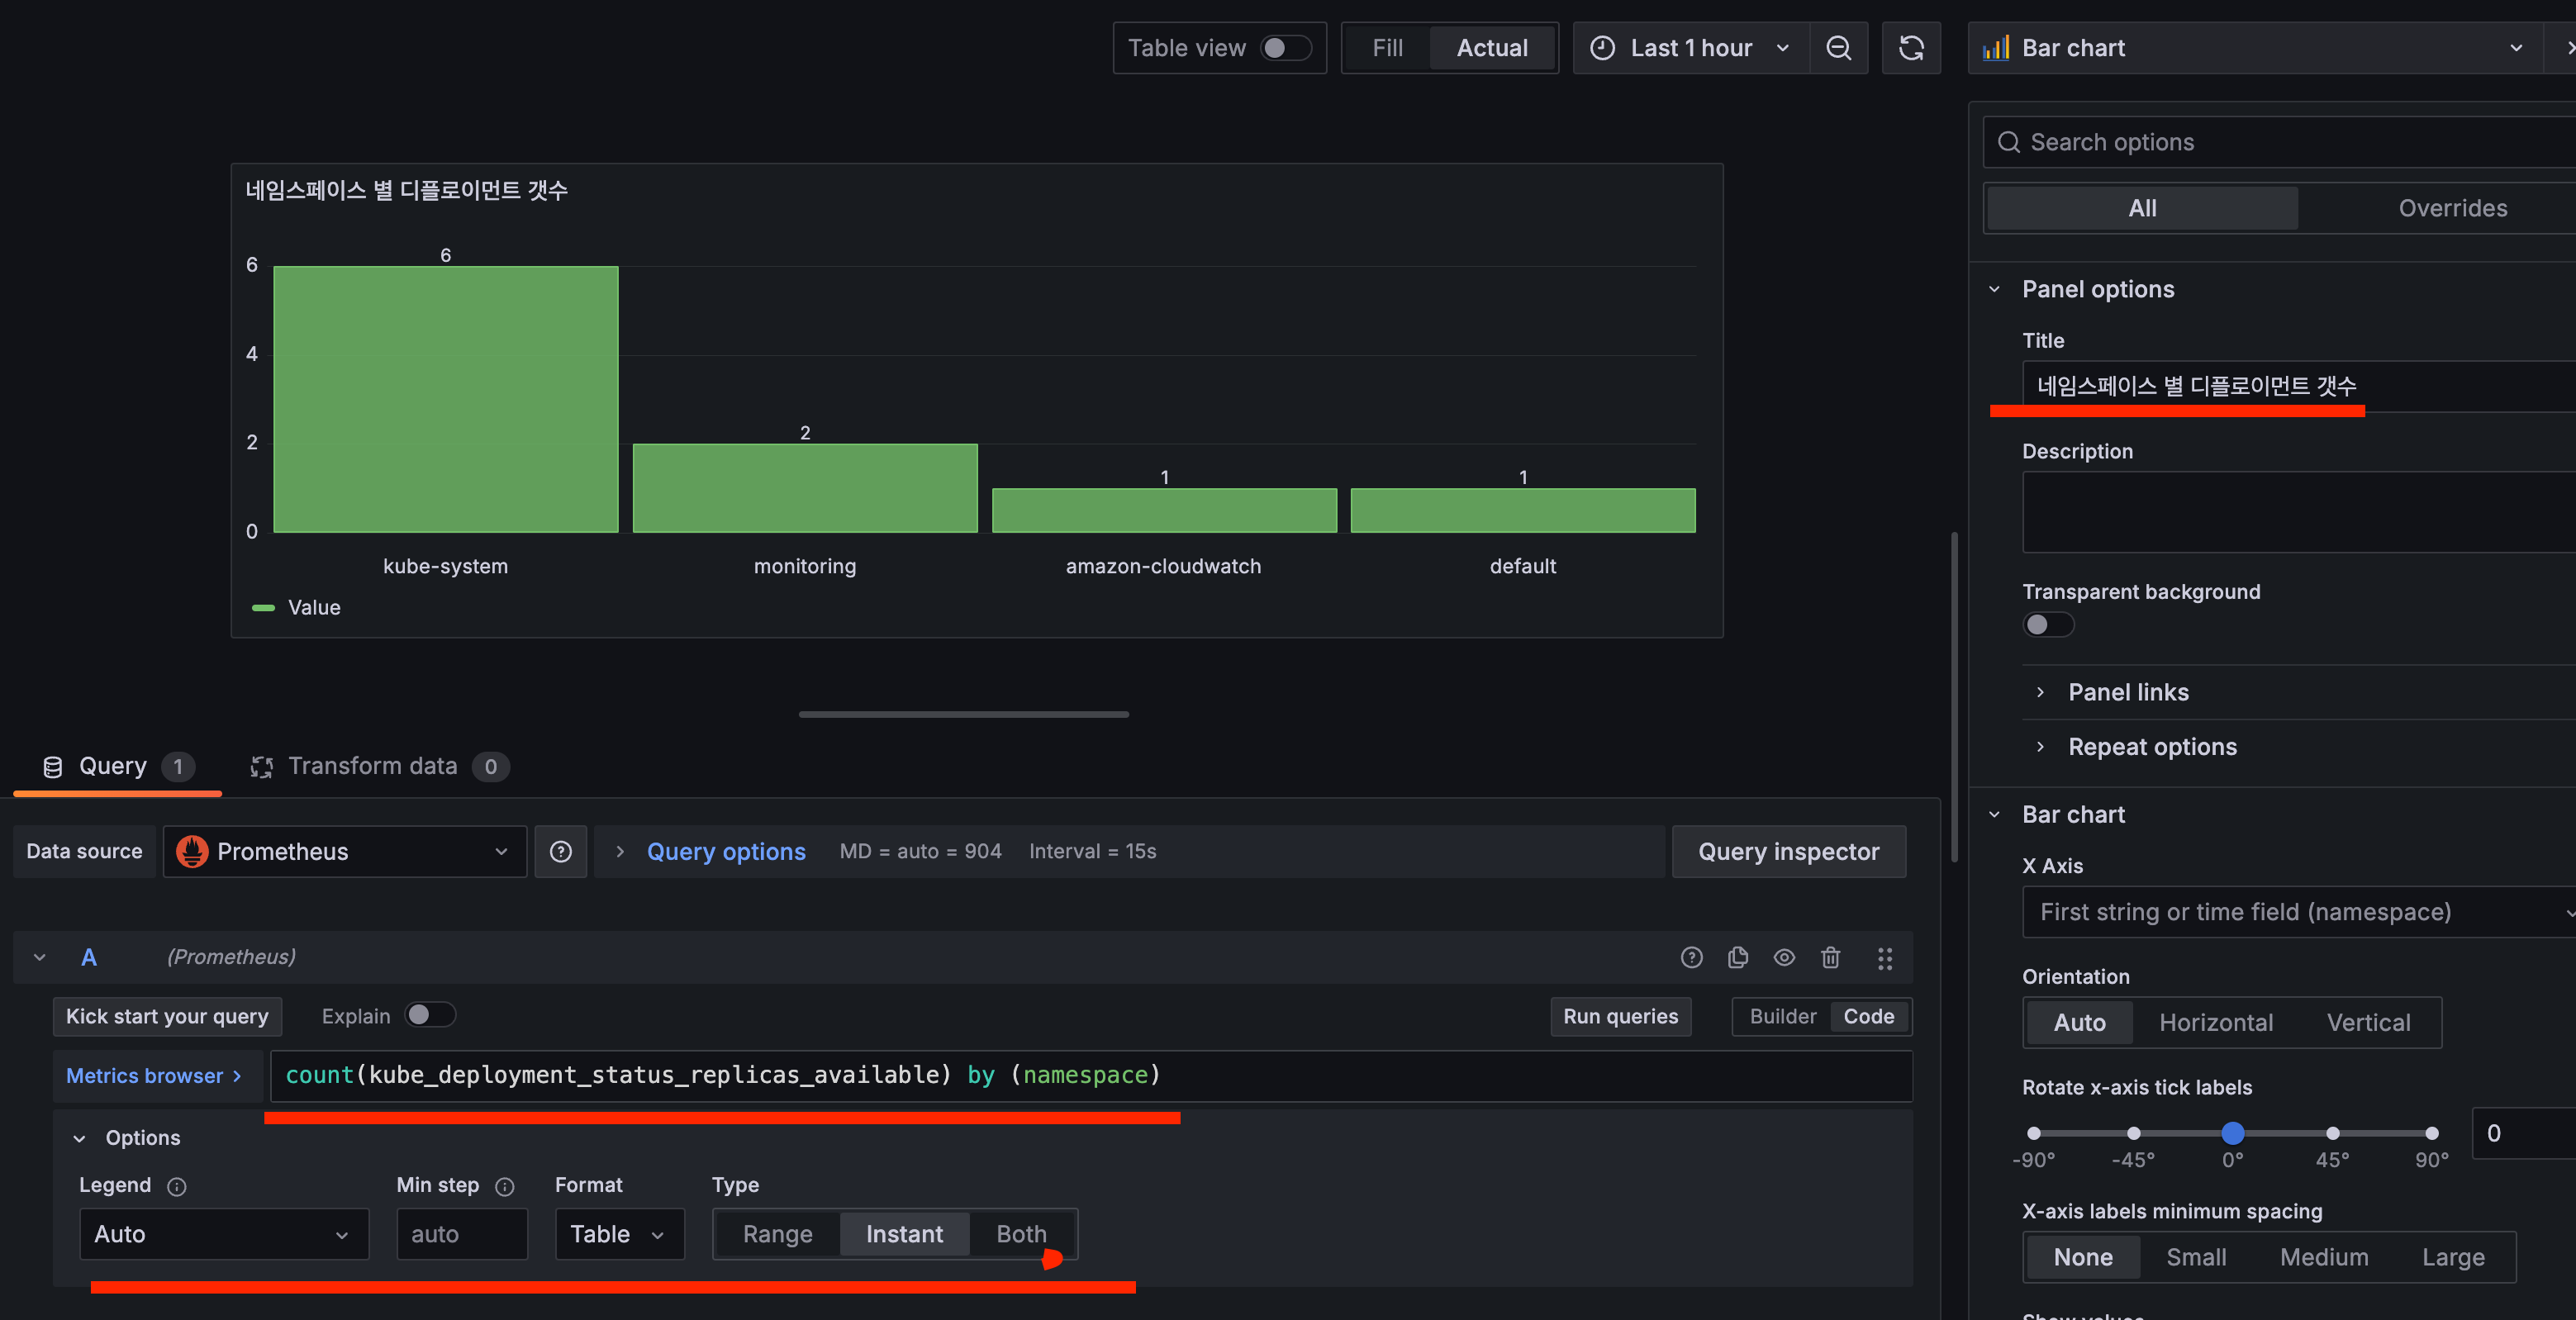 Table view
Fill Actual
Last 1 hour
Bar chart
Search options
All Overrides
네임스페이스 별 디플로이먼트 갯수
6
4
2
0
6
2
1
1
kube-system monitoring amazon-cloudwatch default
Value
Panel options
Title
네임스페이스 별 디플로이먼트 갯수
Description
Transparent background
Panel links
Repeat options
Query 1 Transform data 0
Data source Prometheus Query options MD = auto = 904 Interval = 15s Query inspector
A (Prometheus)
Kick start your query Explain Run queries Builder Code
Metrics browser > count(kube_deployment_status_replicas_available) by (namespace)
Options
Legend Min step Format Type
Auto auto Table Range Instant Both
Bar chart
X Axis
First string or time field (namespace)
Orientation
Auto Horizontal Vertical
Rotate x-axis tick labels
0
-90° -45° 0° 45° 90°
X-axis labels minimum spacing
None Small Medium Large